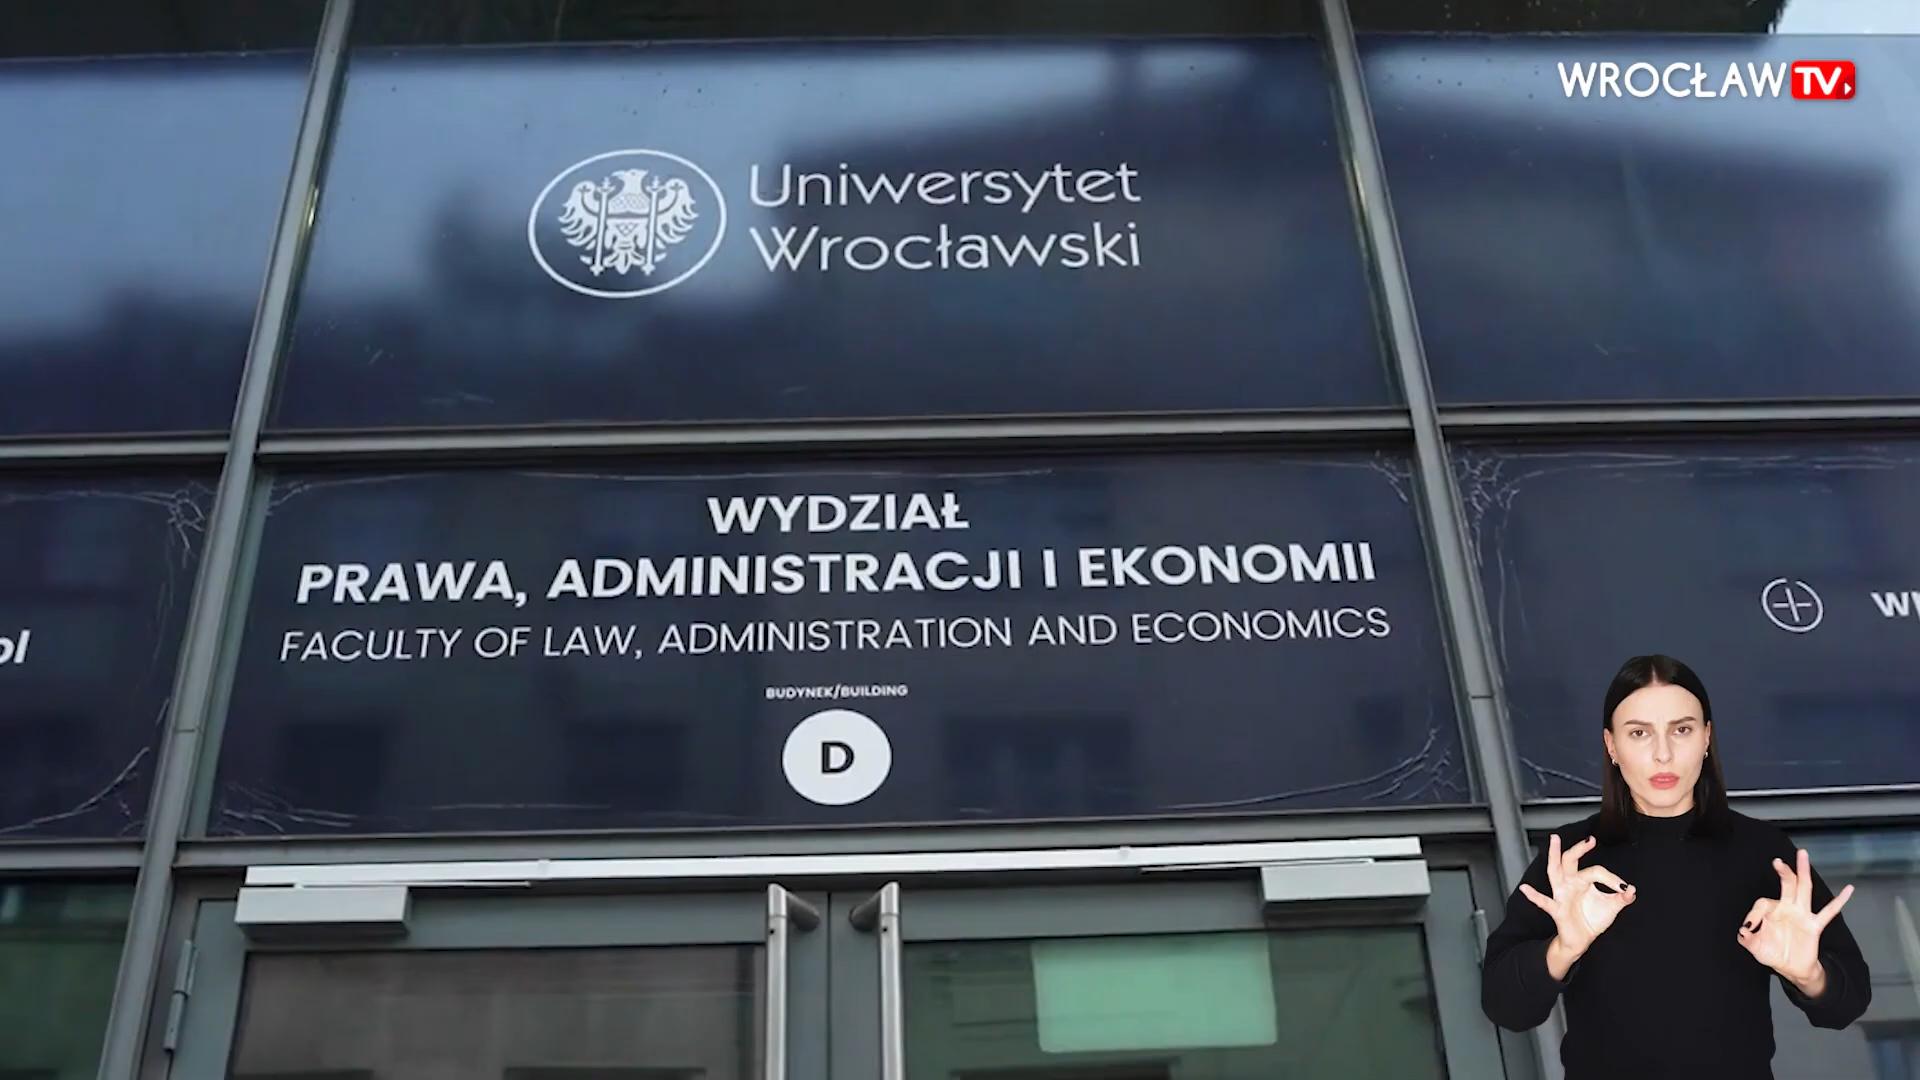 WROCŁAW TV
Uniwersytet
Wrocławski
WYDZIAŁ
PRAWA, ADMINISTRACJI I EKONOMII
FACULTY OF LAW, ADMINISTRATION AND ECONOMICS
BUDYNEK/BUILDING
D